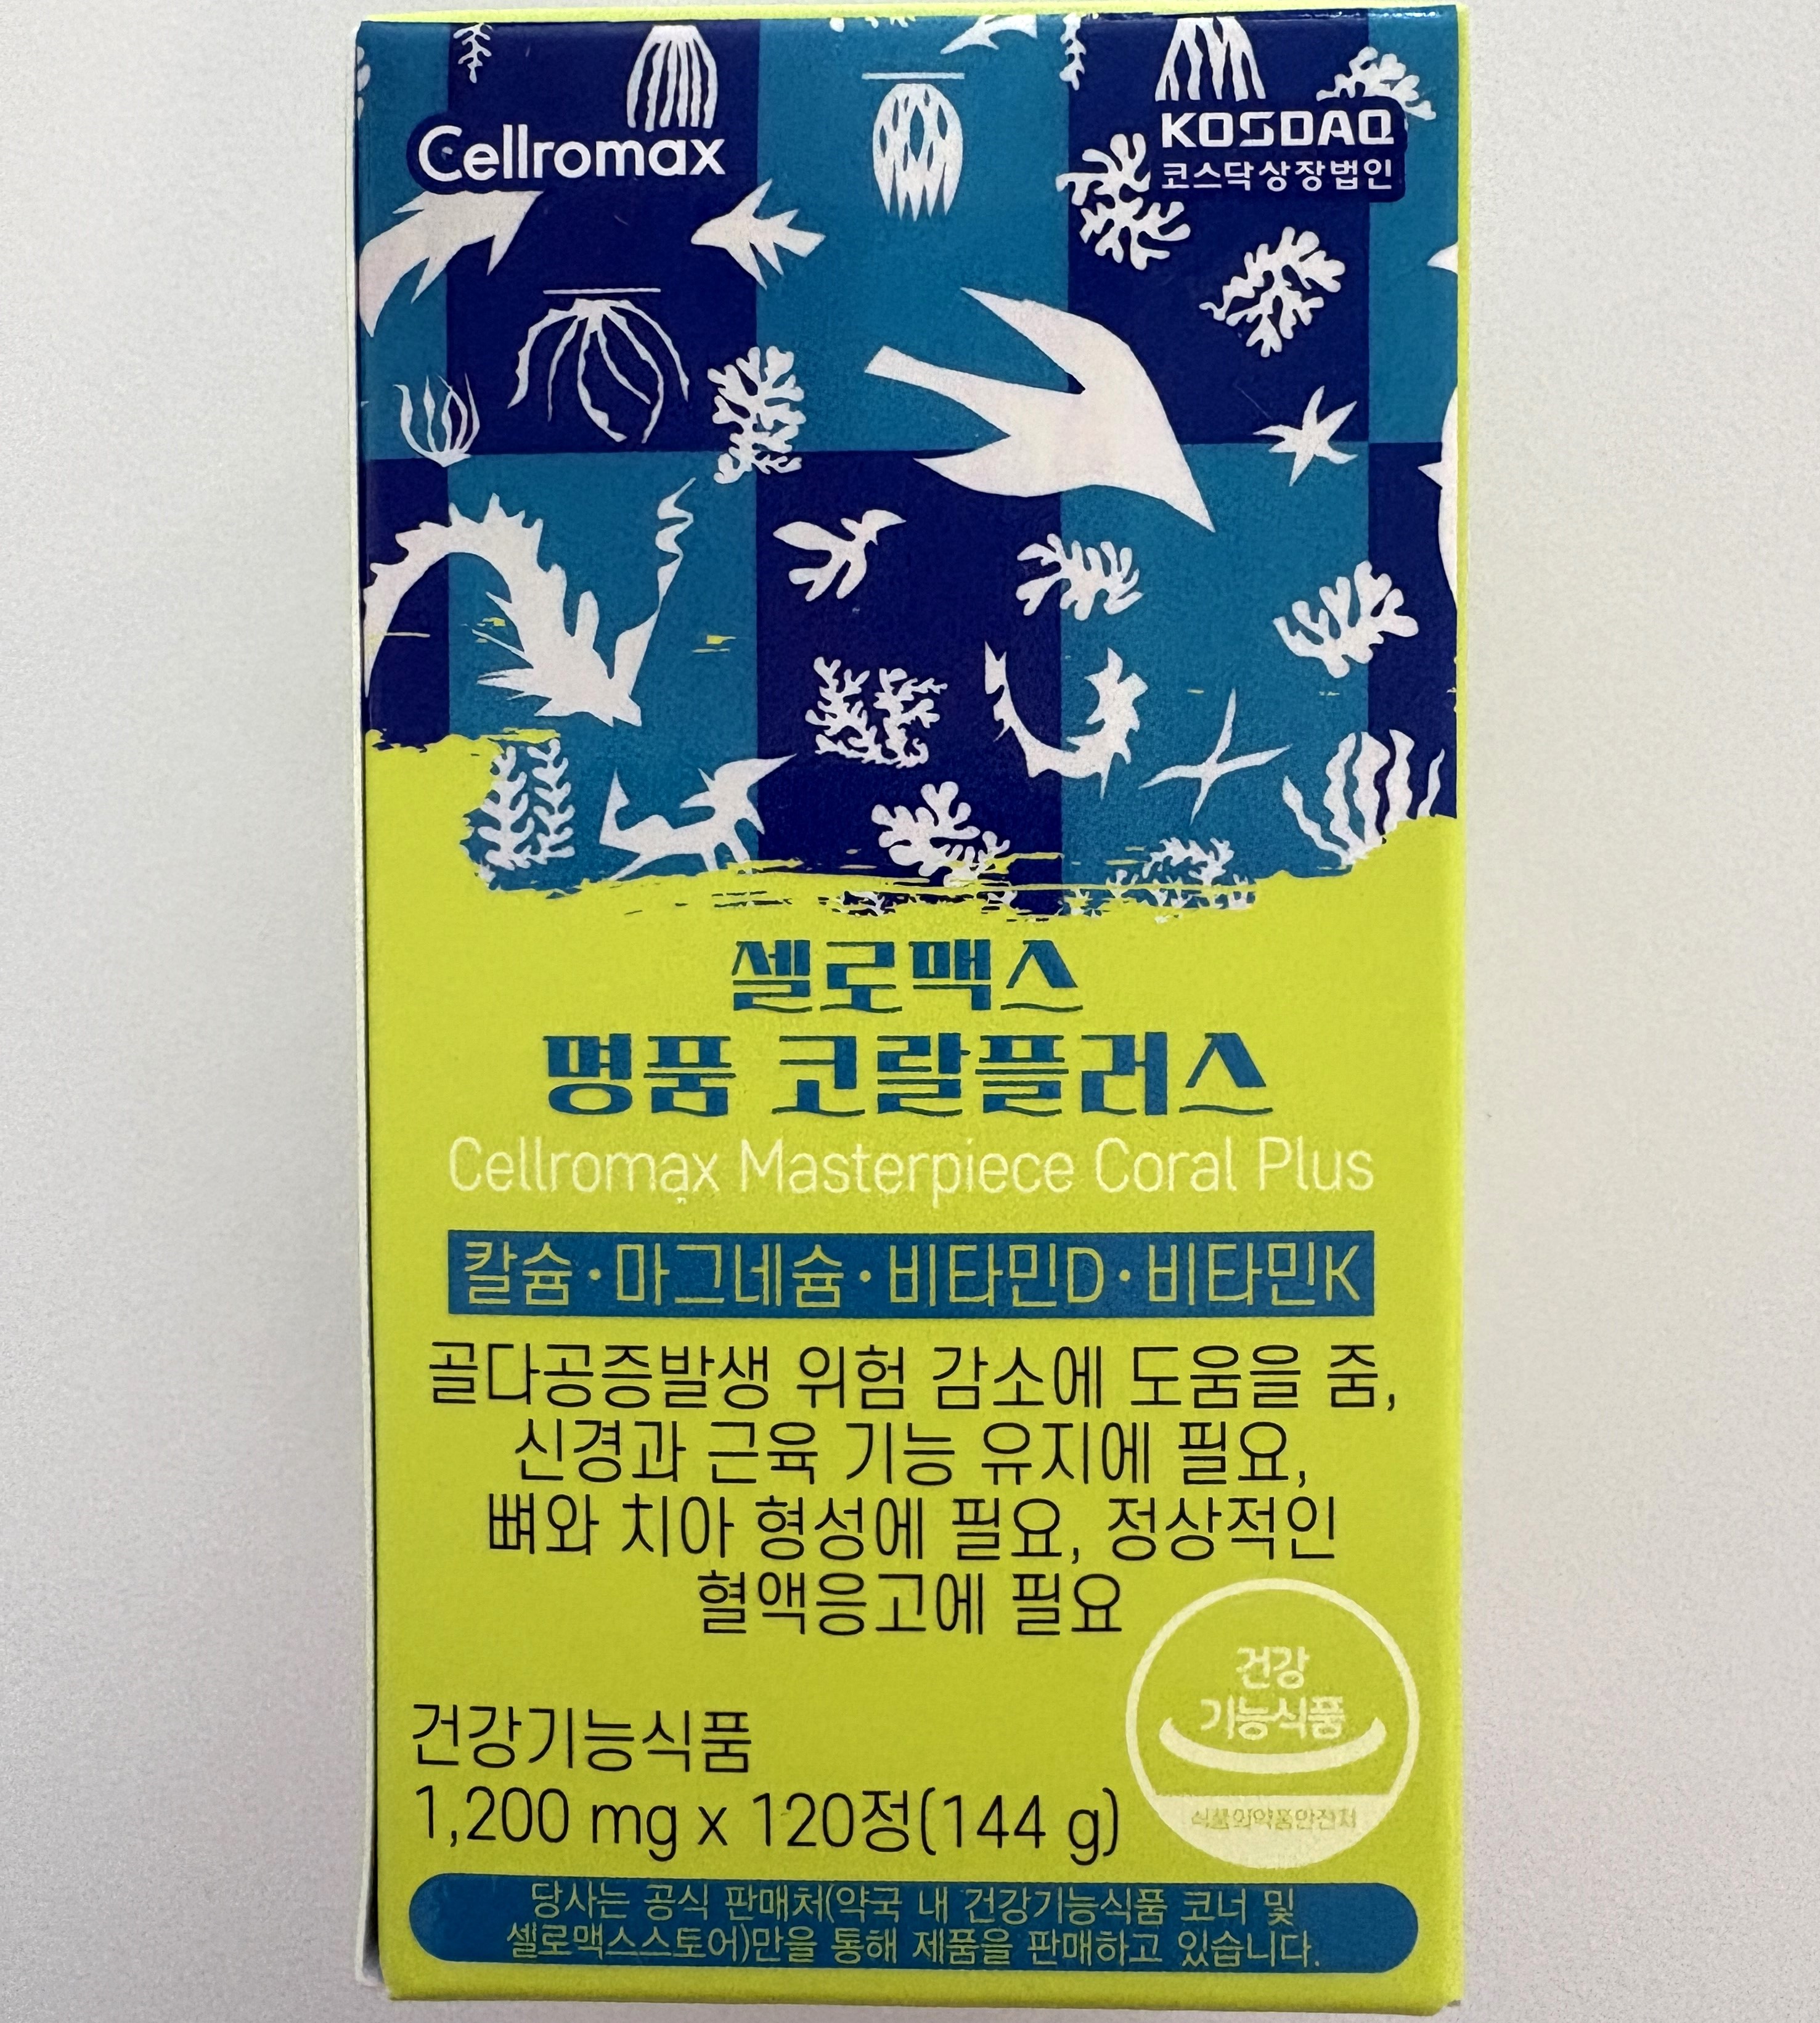 Cellromax
KOSDAQ
코스닥상장법인
셀로맥스
명품 코랄플러스
Cellromax Masterpiece Coral Plus
칼슘·마그네슘·비타민D·비타민K
골다공증발생 위험 감소에 도움을 줌,
신경과 근육 기능 유지에 필요,
뼈와 치아 형성에 필요, 정상적인
혈액응고에 필요
건강
기능식품
식품의약품안전처
건강기능식품
1,200 mg x 120정(144 g)
당사는 공식 판매처(약국 내 건강기능식품 코너 및
셀로맥스스토어)만을 통해 제품을 판매하고 있습니다.